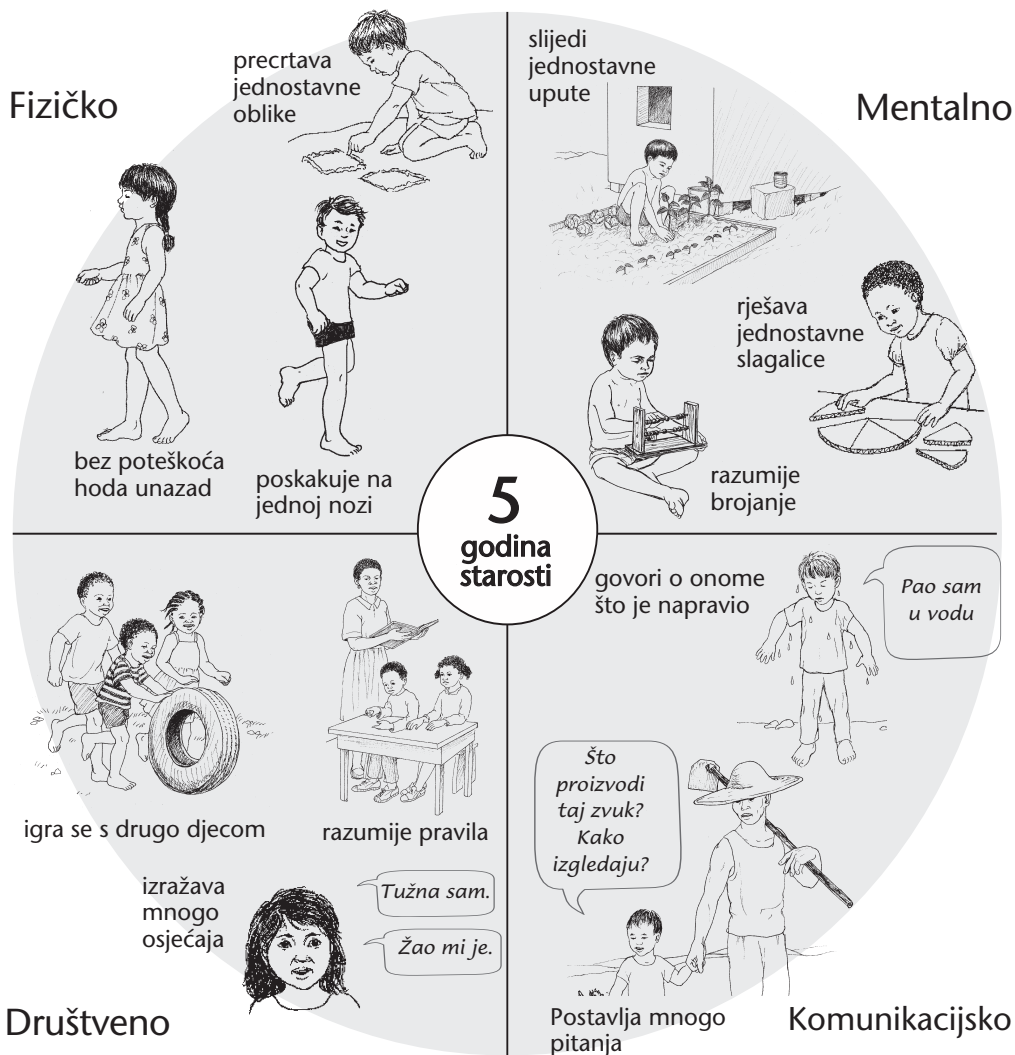 Fizičko
precrtava
jednostavne
oblike
bez poteškoća
hoda unazad
poskakuje na
jednoj nozi
Mentalno
slijedi
jednostavne
upute
rješava
jednostavne
slagalice
razumije
brojanje
5
godina
starosti
igra se s drugo djecom
razumije pravila
izražava
mnogo
osjećaja
Tužna sam.
Žao mi je.
Društveno
govori o onome
što je napravio
Pao sam
u vodu
Što
proizvodi
taj zvuk?
Kako
izgledaju?
Postavlja mnogo
pitanja
Komunikacijsko